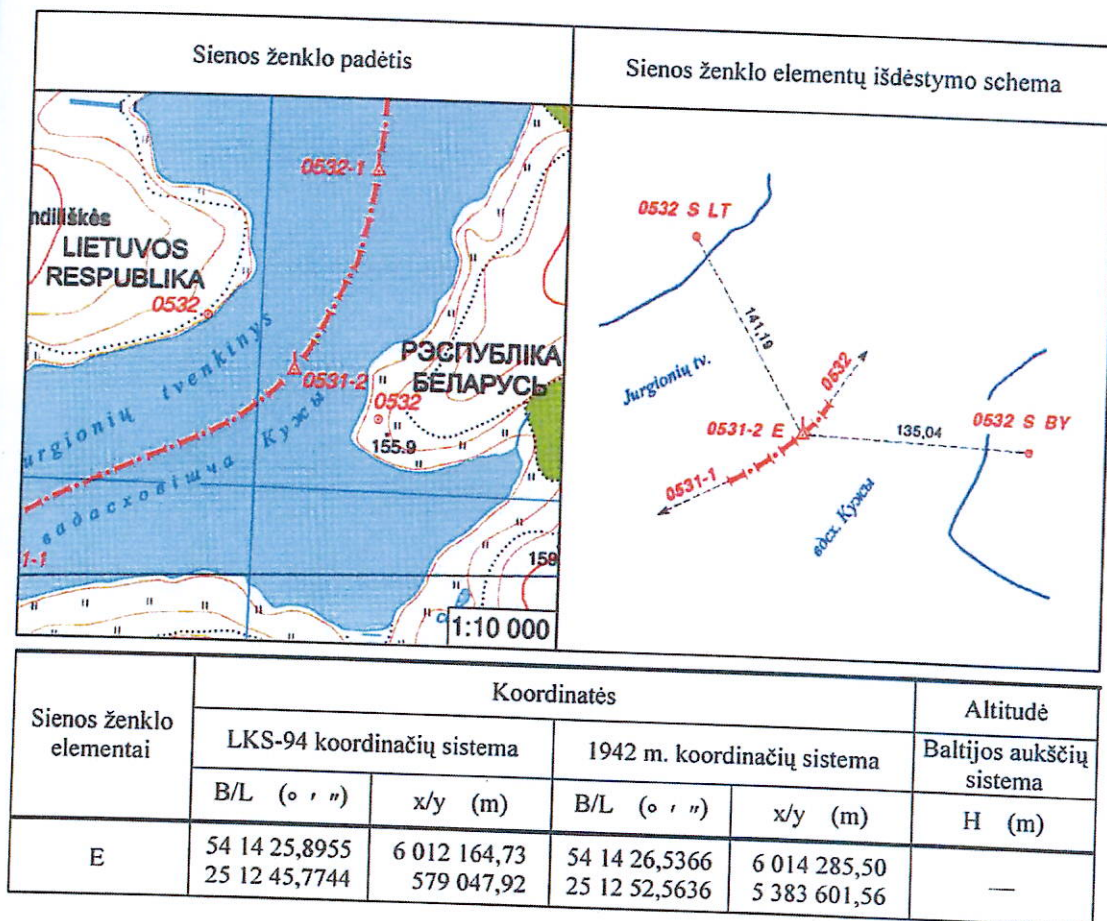 Sienos ženklo padėtis
Sienos ženklo elementų išdėstymo schema
0532-1
ndiliškės
LIETUVOS
RESPUBLIKA
0532
urgionių tvenkinys
0531-2
РЭСПУБЛІКА
БЕЛАРУСЬ
0532
155.9
Кужы
вадасховішча
1-1
159
1:10 000
0532 S LT
141,19
Jurgionių tv.
0532
0531-2 E
135,04
0532 S BY
0531-1
вдсх. Кужы
Sienos ženklo elementai
Koordinatės
Altitudė
LKS-94 koordinačių sistema
1942 m. koordinačių sistema
Baltijos aukščių sistema
B/L (° ′ ″)
x/y (m)
B/L (° ′ ″)
x/y (m)
H (m)
E
54 14 25,8955
6 012 164,73
54 14 26,5366
6 014 285,50
—
25 12 45,7744
579 047,92
25 12 52,5636
5 383 601,56